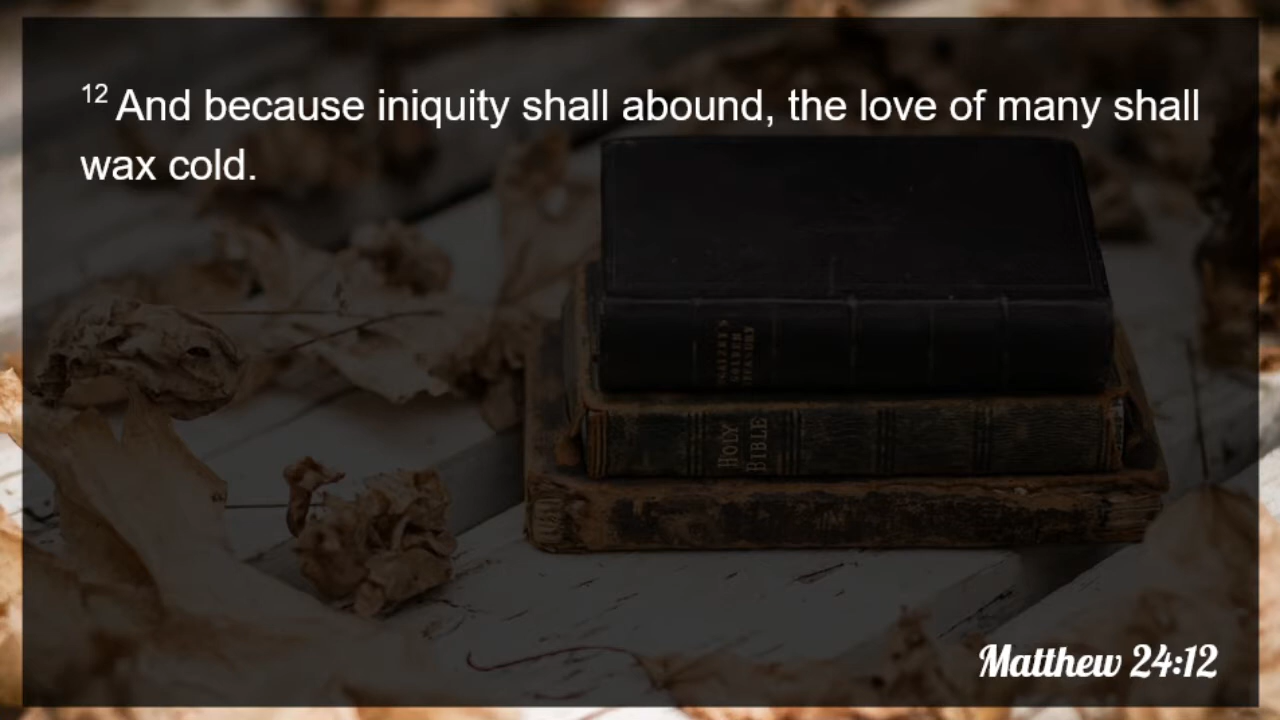 12 And because iniquity shall abound, the love of many shall
wax cold.
HOLY
BIBLE
Matthew 24:12